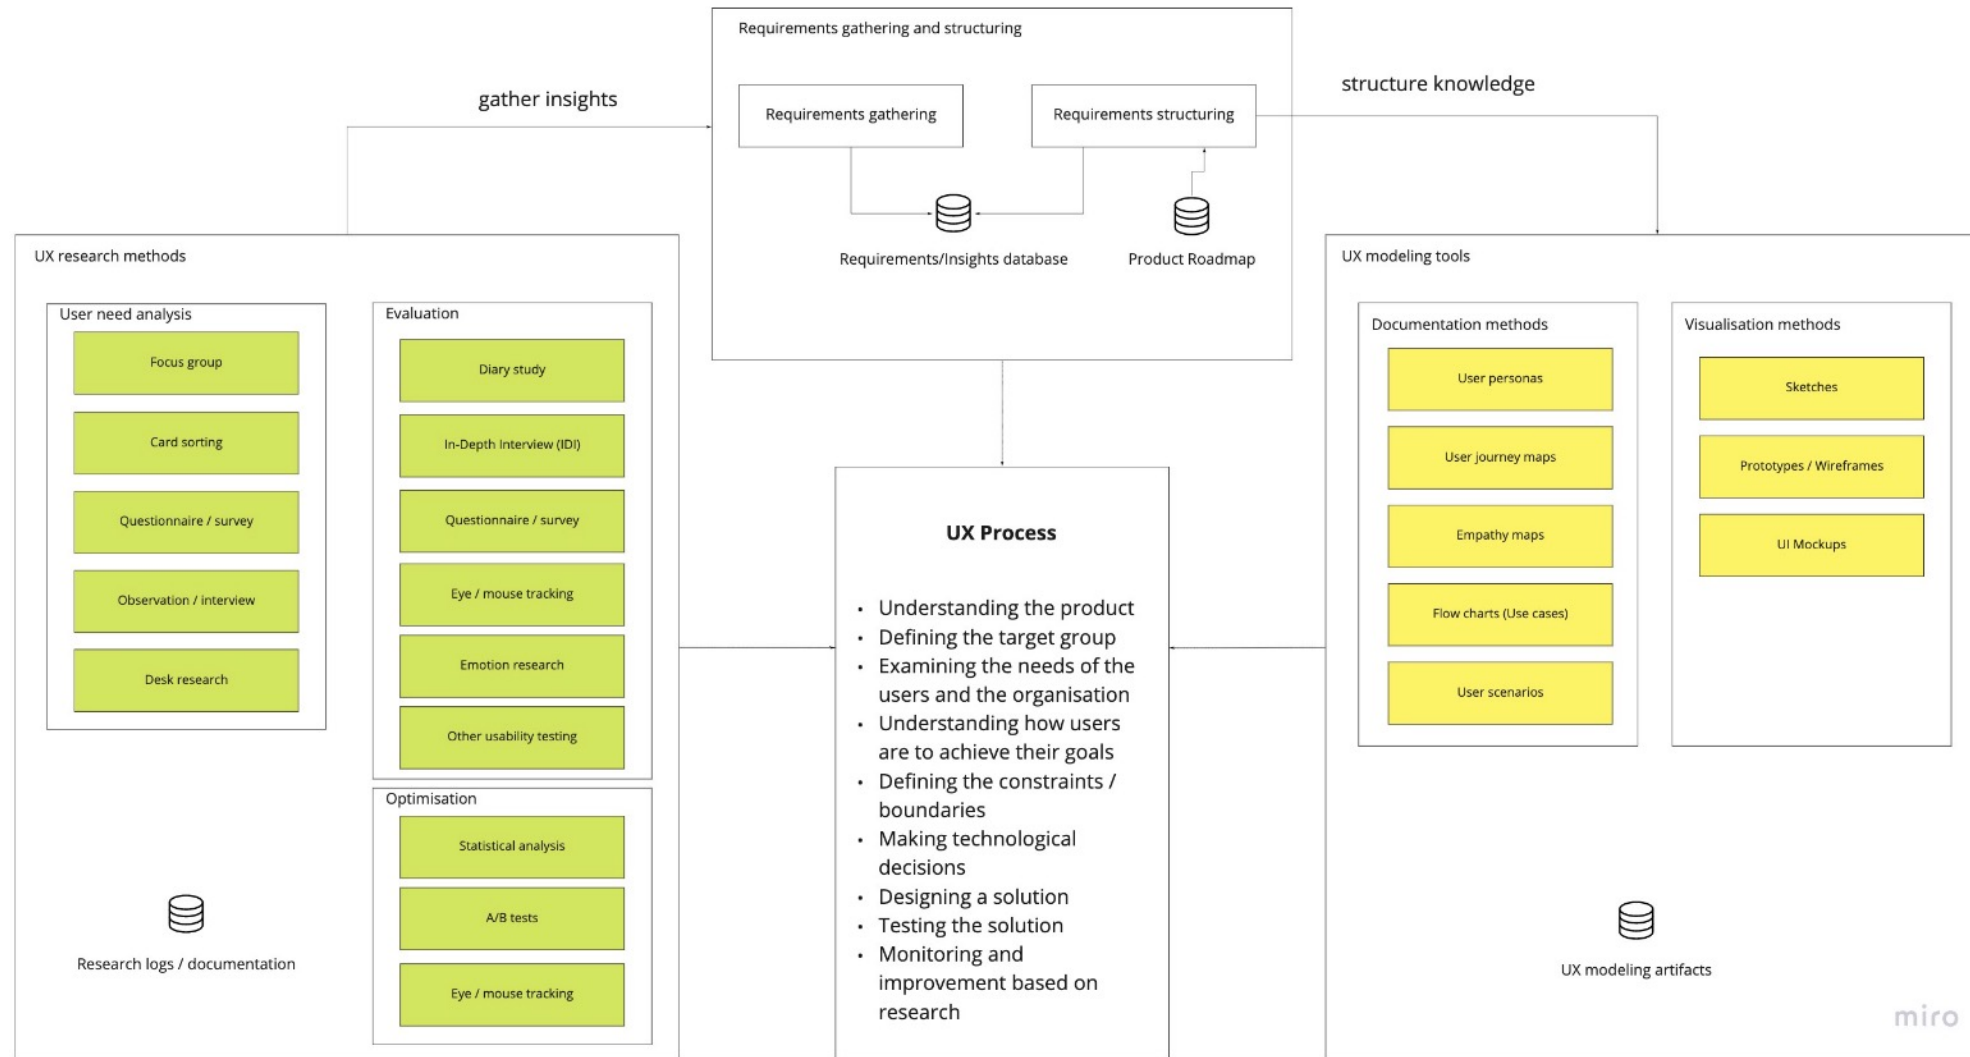 Requirements gathering and structuring
gather insights
structure knowledge
Requirements gathering
Requirements structuring
Requirements/Insights database
Product Roadmap
UX research methods
User need analysis
Focus group
Card sorting
Questionnaire / survey
Observation / interview
Desk research
Evaluation
Diary study
In-Depth Interview (IDI)
Questionnaire / survey
Eye / mouse tracking
Emotion research
Other usability testing
Optimisation
Statistical analysis
A/B tests
Eye / mouse tracking
Research logs / documentation
UX Process
• Understanding the product
• Defining the target group
• Examining the needs of the
users and the organisation
• Understanding how users
are to achieve their goals
• Defining the constraints /
boundaries
• Making technological
decisions
• Designing a solution
• Testing the solution
• Monitoring and
improvement based on
research
UX modeling tools
Documentation methods
User personas
User journey maps
Empathy maps
Flow charts (Use cases)
User scenarios
Visualisation methods
Sketches
Prototypes / Wireframes
UI Mockups
UX modeling artifacts
miro